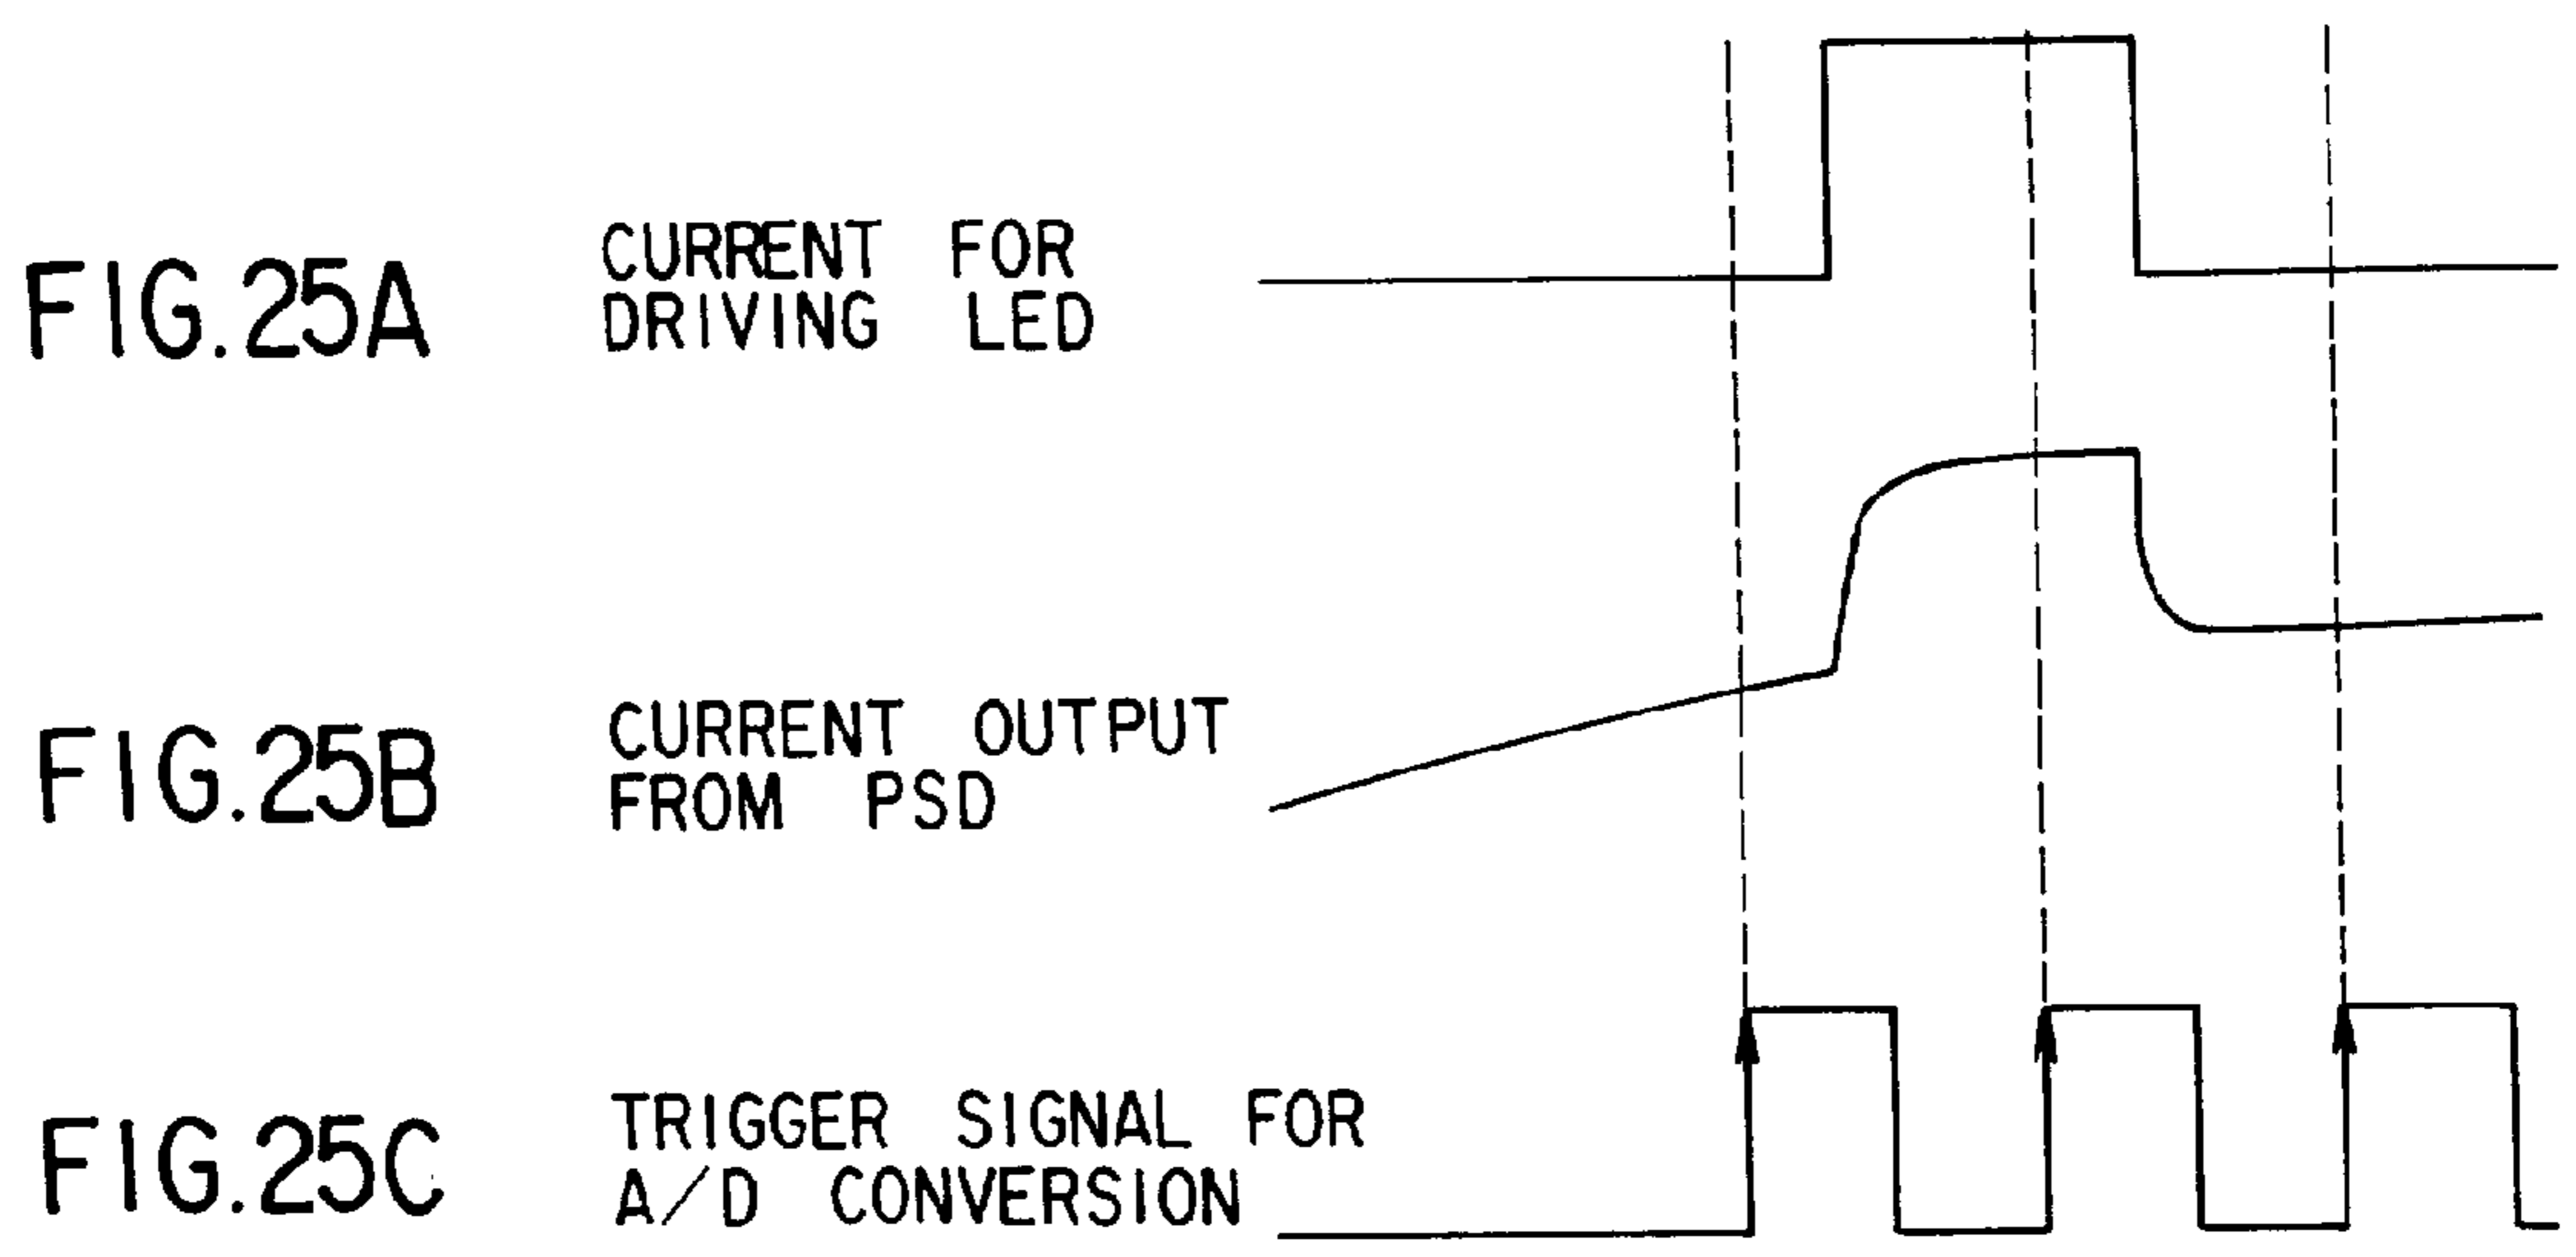 FIG.25A
CURRENT FOR
DRIVING LED
FIG.25B
CURRENT OUTPUT
FROM PSD
FIG.25C
TRIGGER SIGNAL FOR
A/D CONVERSION